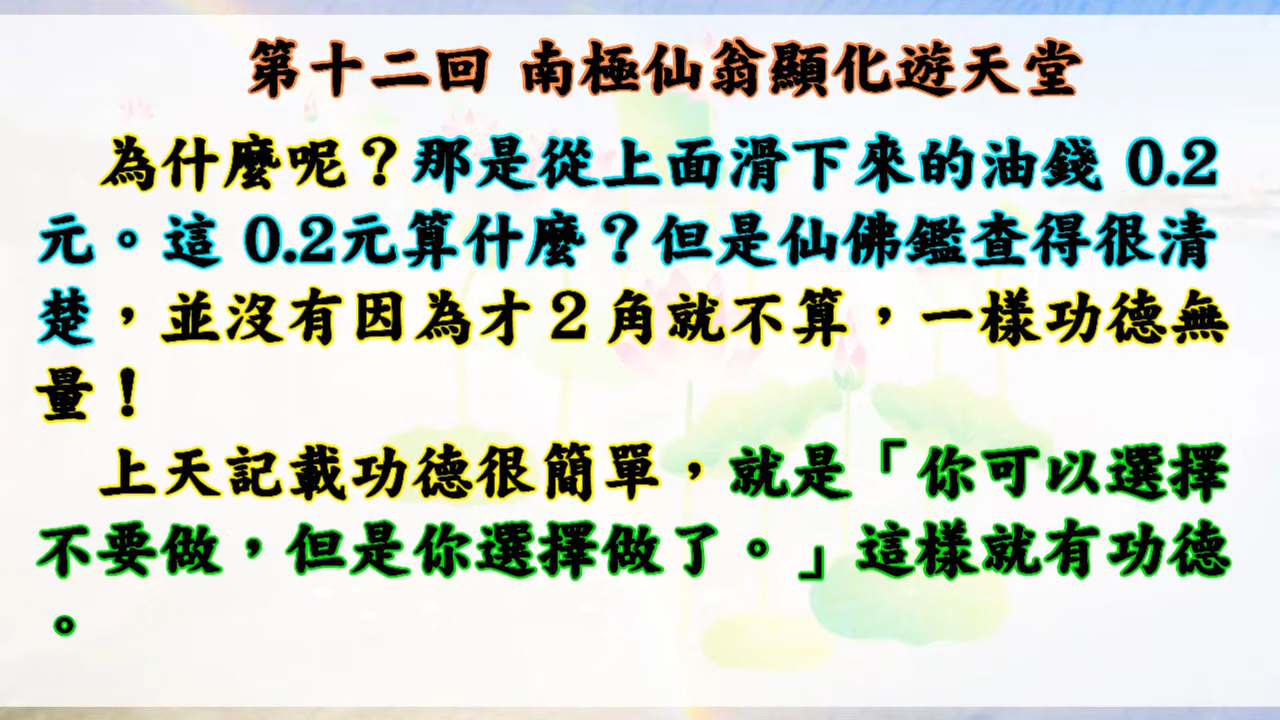 第十二回 南極仙翁顯化遊天堂
為什麼呢？那是從上面滑下來的油錢 0.2
元。這 0.2元算什麼？但是仙佛鑑查得很清
楚，並沒有因為才２角就不算，一樣功德無
量！
上天記載功德很簡單，就是「你可以選擇
不要做，但是你選擇做了。」這樣就有功德
。